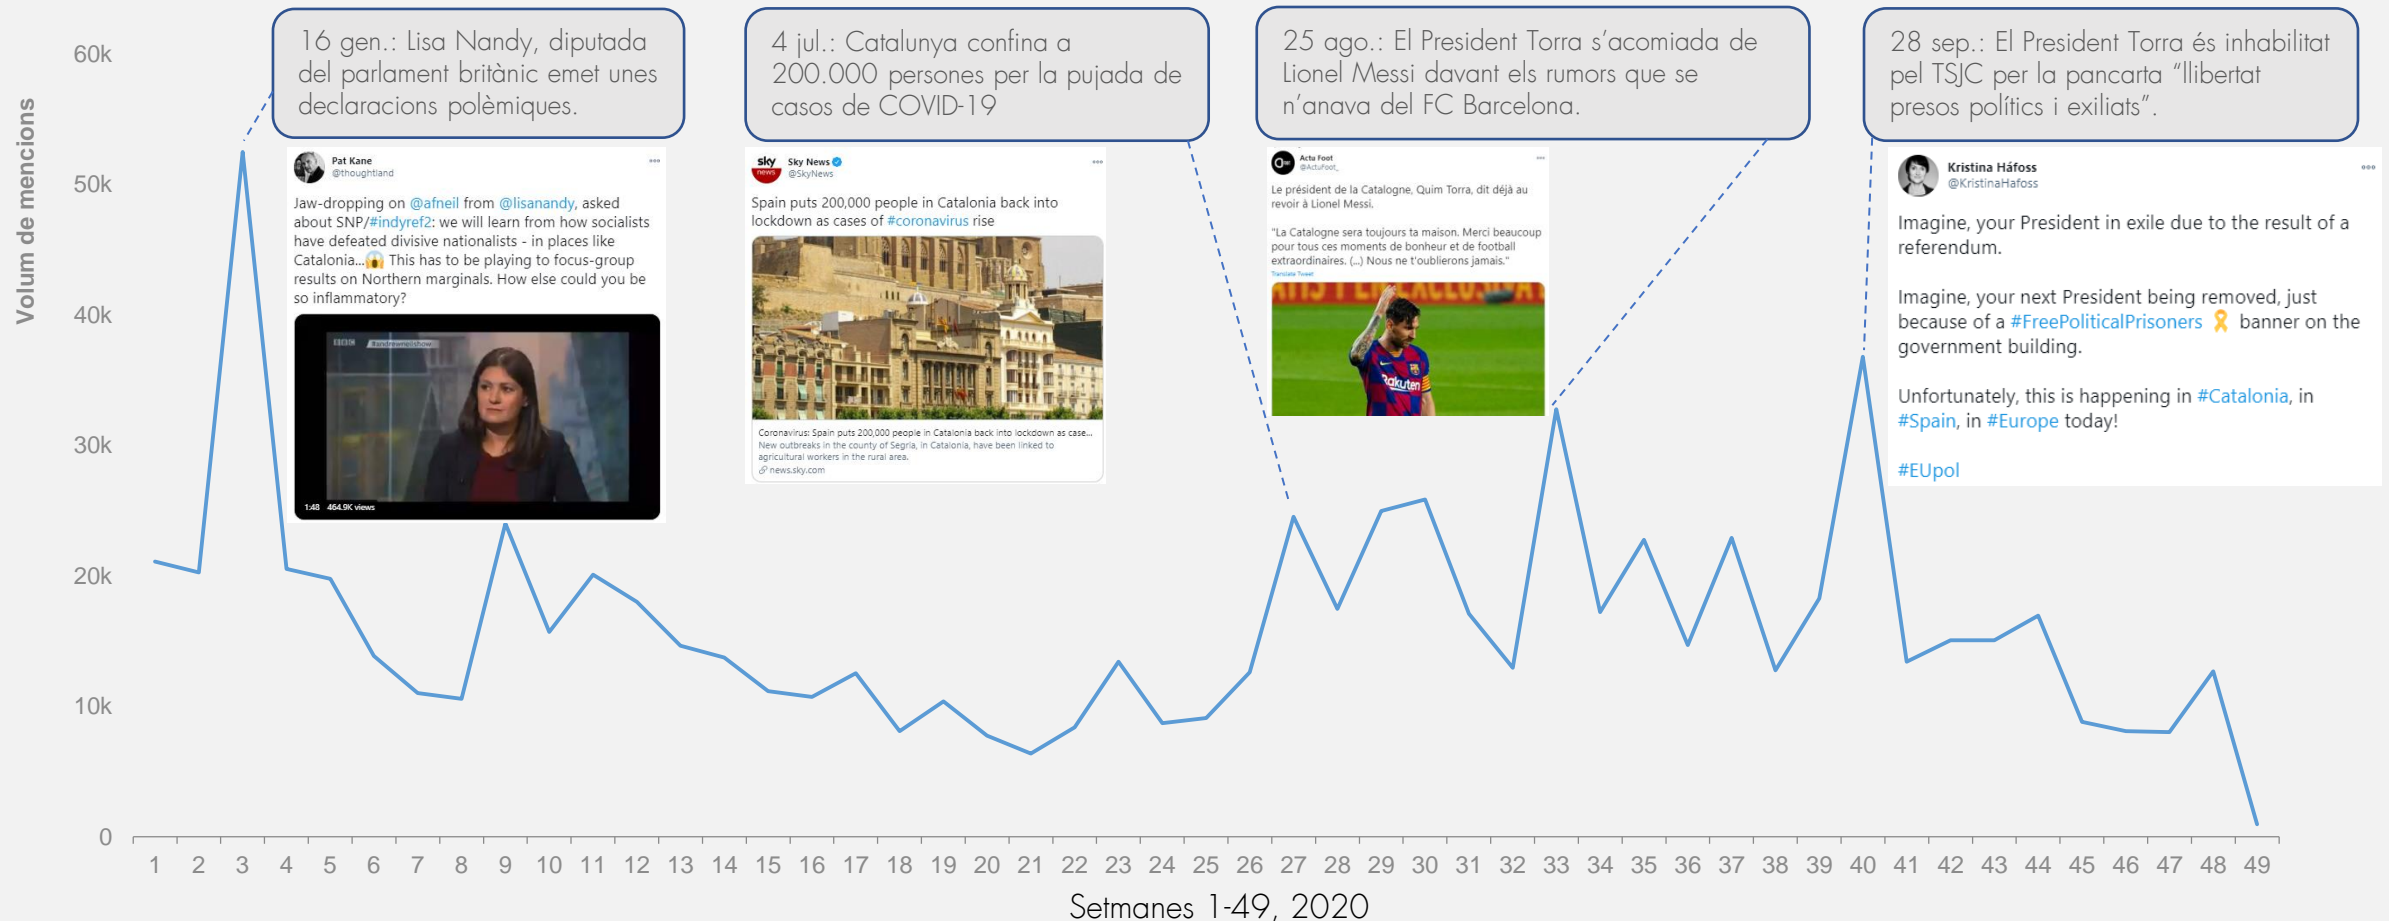 16 gen.: Lisa Nandy, diputada
del parlament britànic emet unes
declaracions polèmiques.
4 jul.: Catalunya confina a
200.000 persones per la pujada de
casos de COVID-19
25 ago.: El President Torra s’acomiada de
Lionel Messi davant els rumors que se
n’anava del FC Barcelona.
28 sep.: El President Torra és inhabilitat
pel TSJC per la pancarta “llibertat
presos polítics i exiliats”.
Pat Kane
@thoughtland
Jaw-dropping on @afneil from @lisanandy, asked
about SNP/#indyref2: we will learn from how socialists
have defeated divisive nationalists - in places like
Catalonia...😱 This has to be playing to focus-group
results on Northern marginals. How else could you be
so inflammatory?
#andrewneilshow
1:48 464.9K views
sky
news
Sky News
@SkyNews
Spain puts 200,000 people in Catalonia back into
lockdown as cases of #coronavirus rise
Coronavirus: Spain puts 200,000 people in Catalonia back into lockdown as case...
New outbreaks in the county of Segria, in Catalonia, have been linked to
agricultural workers in the rural area.
news.sky.com
Actu Foot
@ActuFoot_
Le président de la Catalogne, Quim Torra, dit déjà au
revoir à Lionel Messi.
"La Catalogne sera toujours ta maison. Merci beaucoup
pour tous ces moments de bonheur et de football
extraordinaires. (...) Nous ne t'oublierons jamais."
Translate Tweet
Rakuten
Kristina Háfoss
@KristinaHafoss
Imagine, your President in exile due to the result of a
referendum.
Imagine, your next President being removed, just
because of a #FreePoliticalPrisoners 🎗 banner on the
government building.
Unfortunately, this is happening in #Catalonia, in
#Spain, in #Europe today!
#EUpol
Volum de mencions
60k
50k
40k
30k
20k
10k
0
1 2 3 4 5 6 7 8 9 10 11 12 13 14 15 16 17 18 19 20 21 22 23 24 25 26 27 28 29 30 31 32 33 34 35 36 37 38 39 40 41 42 43 44 45 46 47 48 49
Setmanes 1-49, 2020